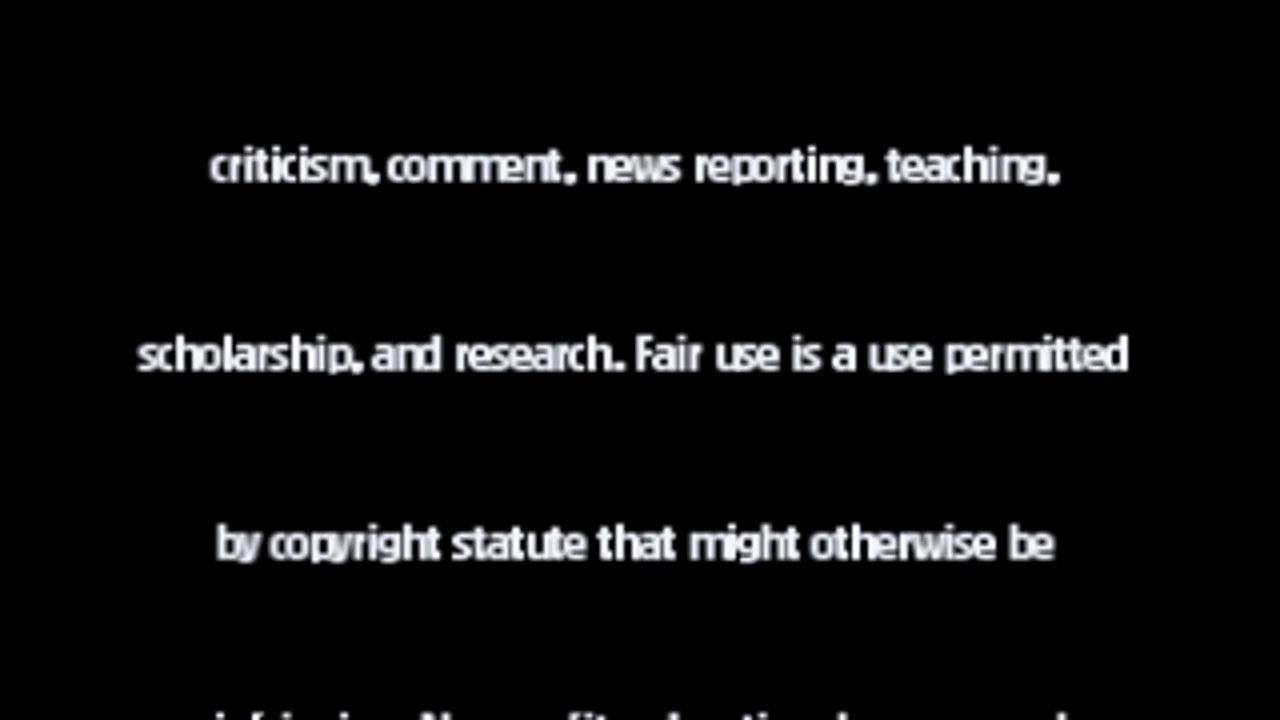 criticism, comment, news reporting, teaching,
scholarship, and research. Fair use is a use permitted
by copyright statute that might otherwise be